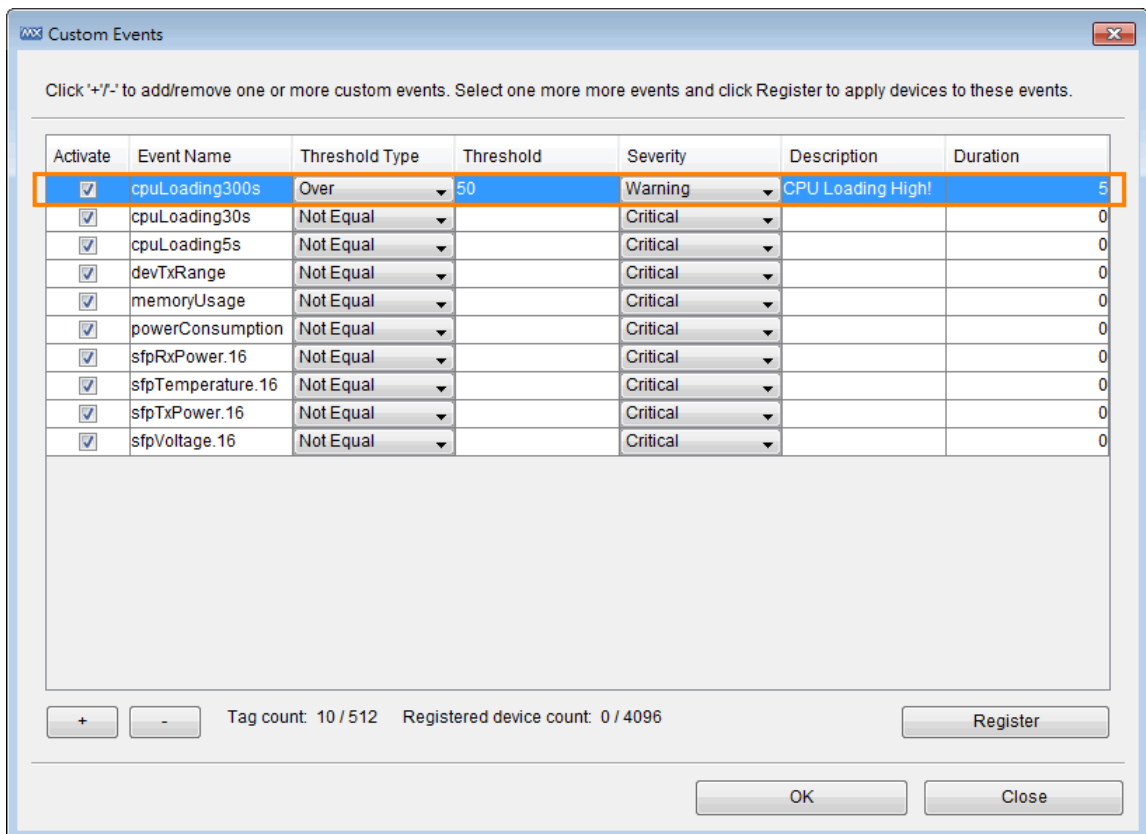 MX Custom Events
Click '+'/'-' to add/remove one or more custom events. Select one more more events and click Register to apply devices to these events.
Activate Event Name Threshold Type Threshold Severity Description Duration
cpuLoading300s Over 50 Warning CPU Loading High! 5
cpuLoading30s Not Equal Critical 0
cpuLoading5s Not Equal Critical 0
devTxRange Not Equal Critical 0
memoryUsage Not Equal Critical 0
powerConsumption Not Equal Critical 0
sfpRxPower.16 Not Equal Critical 0
sfpTemperature.16 Not Equal Critical 0
sfpTxPower.16 Not Equal Critical 0
sfpVoltage.16 Not Equal Critical 0
+ - Tag count: 10 / 512 Registered device count: 0 / 4096 Register
OK Close